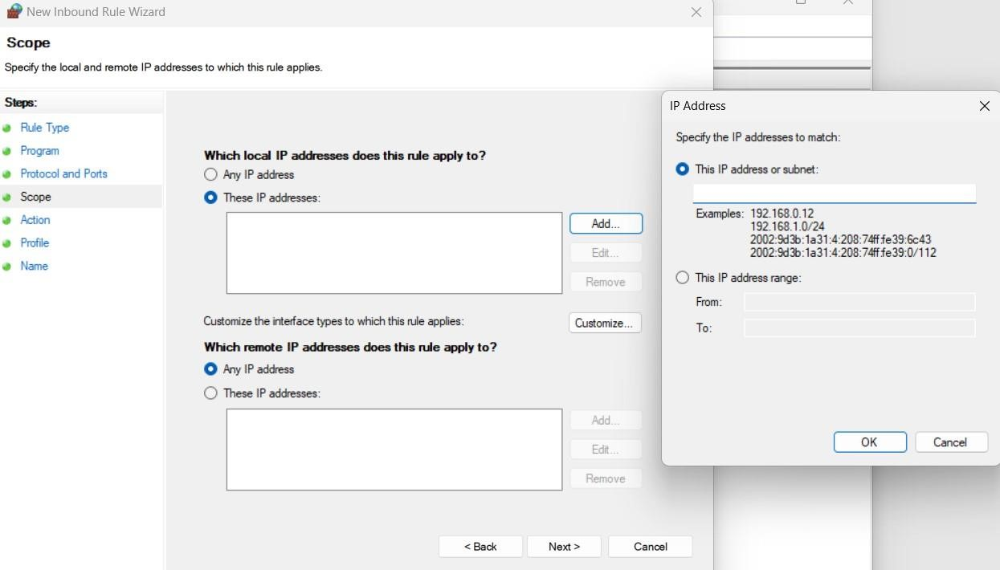 New Inbound Rule Wizard
Scope
Specify the local and remote IP addresses to which this rule applies.
Steps:
Rule Type
Program
Protocol and Ports
Scope
Action
Profile
Name
Which local IP addresses does this rule apply to?
Any IP address
These IP addresses:
Add...
Edit...
Remove
Customize the interface types to which this rule applies:
Customize...
Which remote IP addresses does this rule apply to?
Any IP address
These IP addresses:
Add...
Edit...
Remove
< Back
Next >
Cancel
IP Address
Specify the IP addresses to match:
This IP address or subnet:
Examples: 192.168.0.12
192.168.1.0/24
2002:9d3b:1a31:4:208:74ff:fe39:6c43
2002:9d3b:1a31:4:208:74ff:fe39:0/112
This IP address range:
From:
To:
OK
Cancel